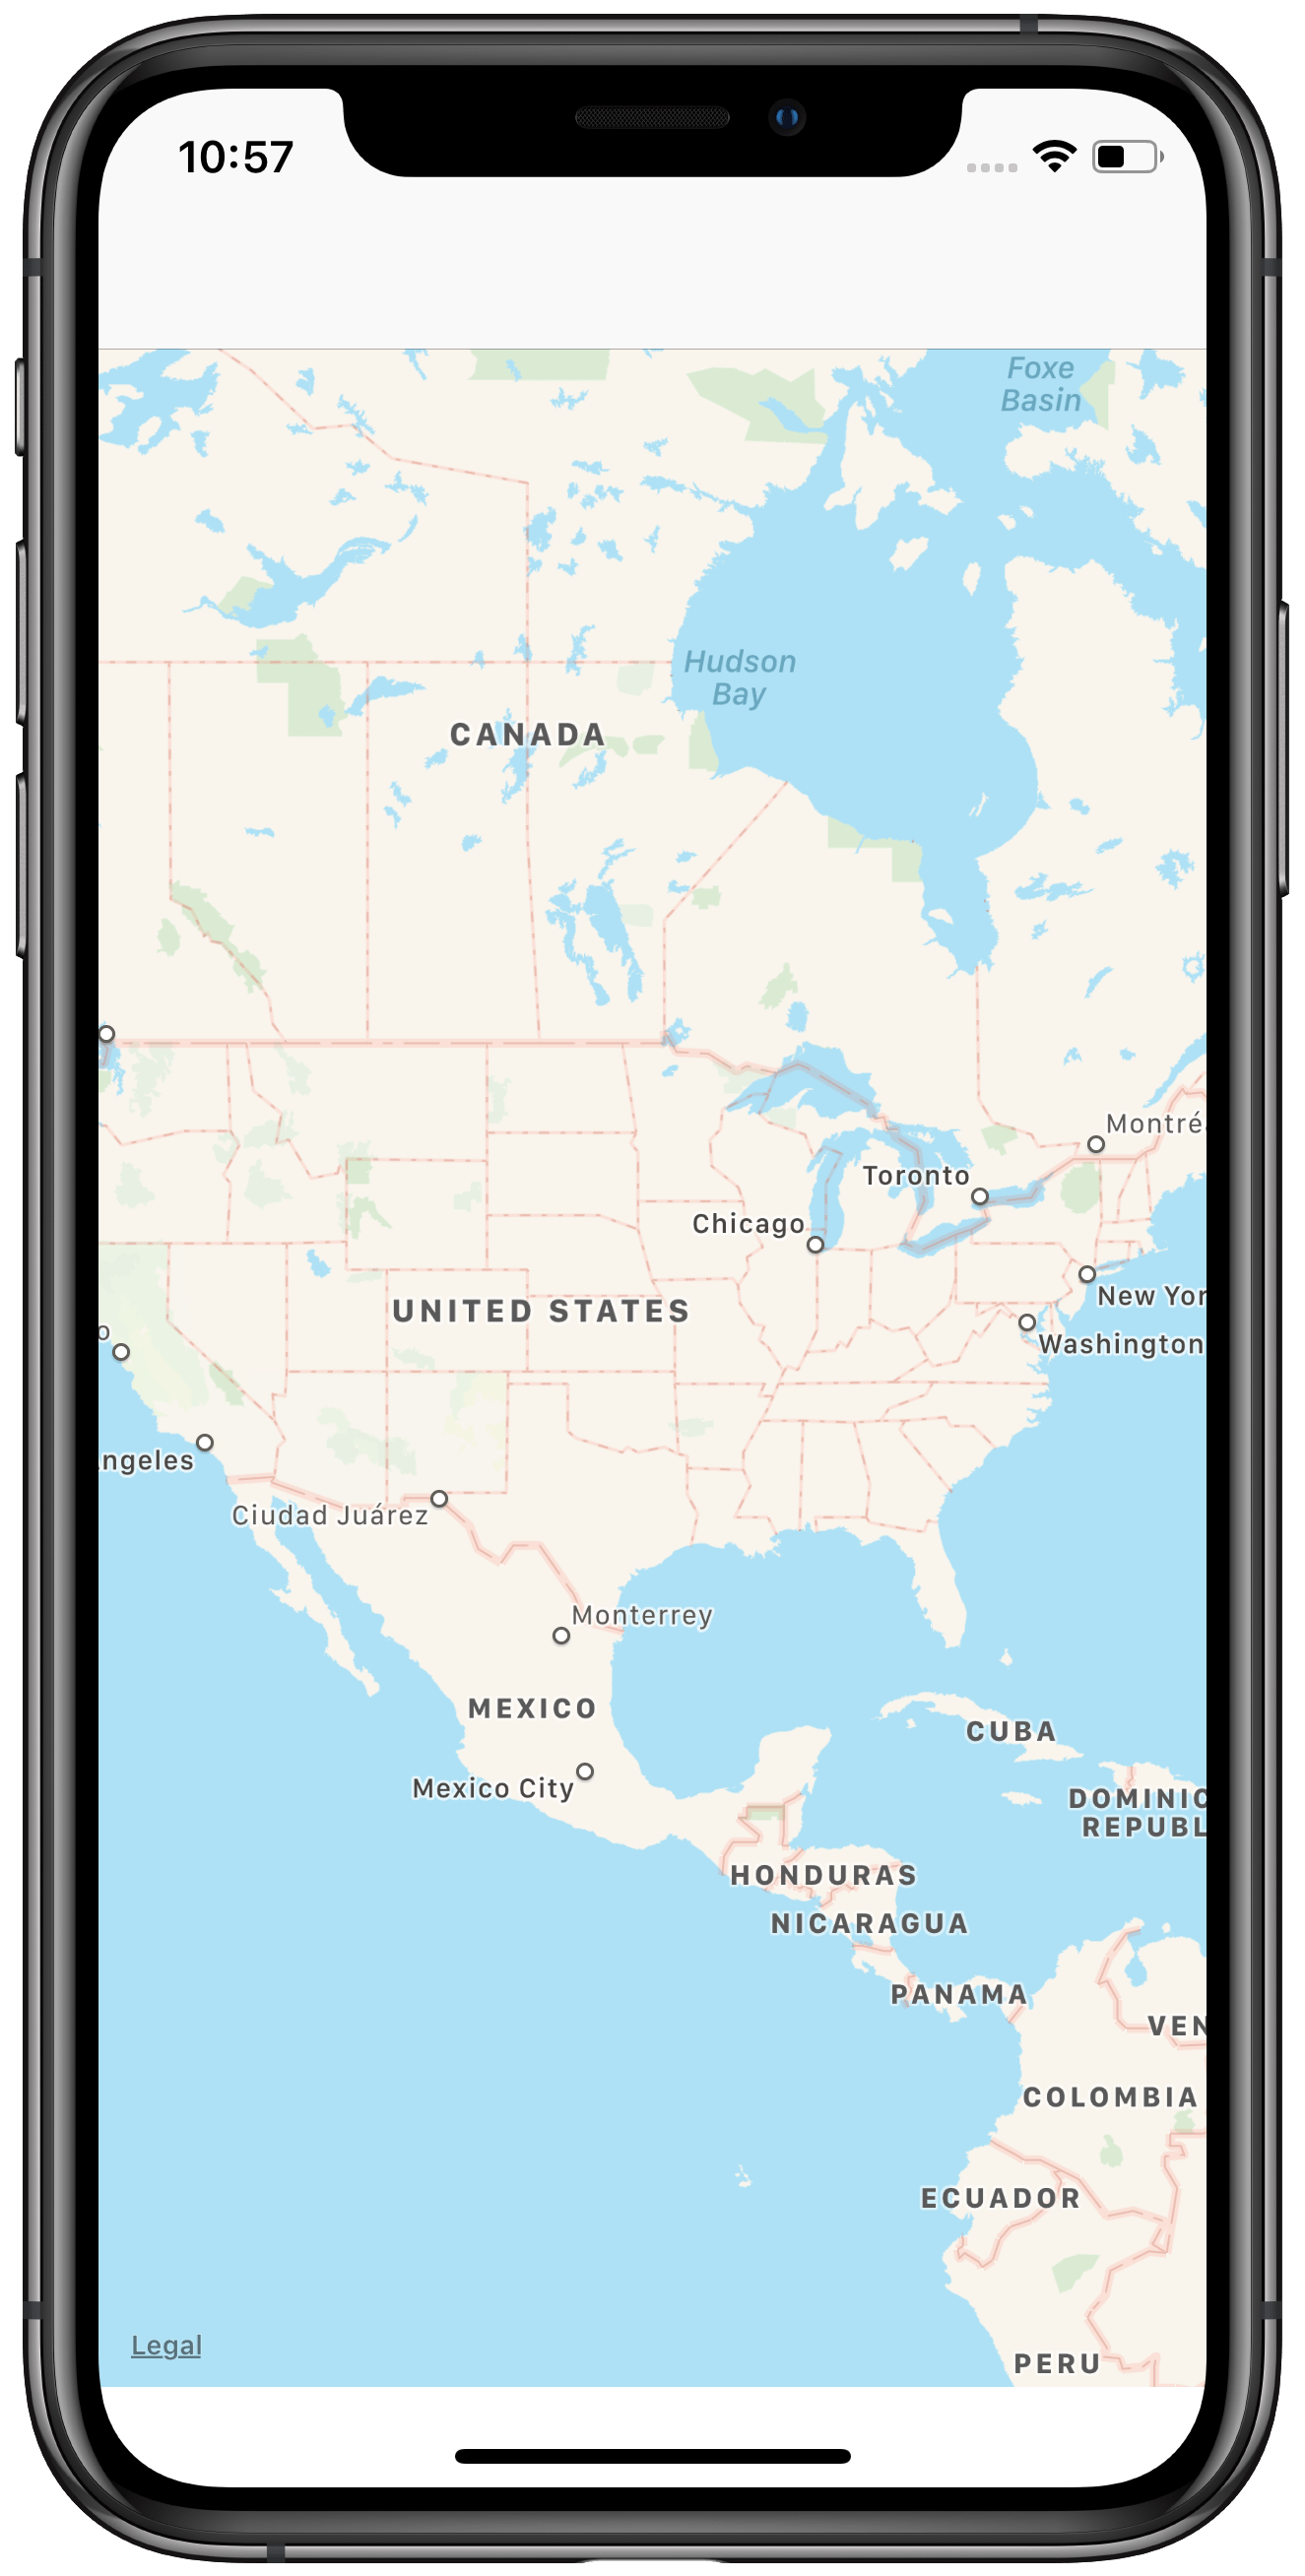 10:57
Foxe
Basin
Hudson
Bay
CANADA
Montré
Toronto
Chicago
New Yor
UNITED STATES
o
Washington
ngeles
Ciudad Juárez
Monterrey
MEXICO
CUBA
Mexico City
DOMINIC
REPUBL
HONDURAS
NICARAGUA
PANAMA
VEN
COLOMBIA
ECUADOR
Legal
PERU